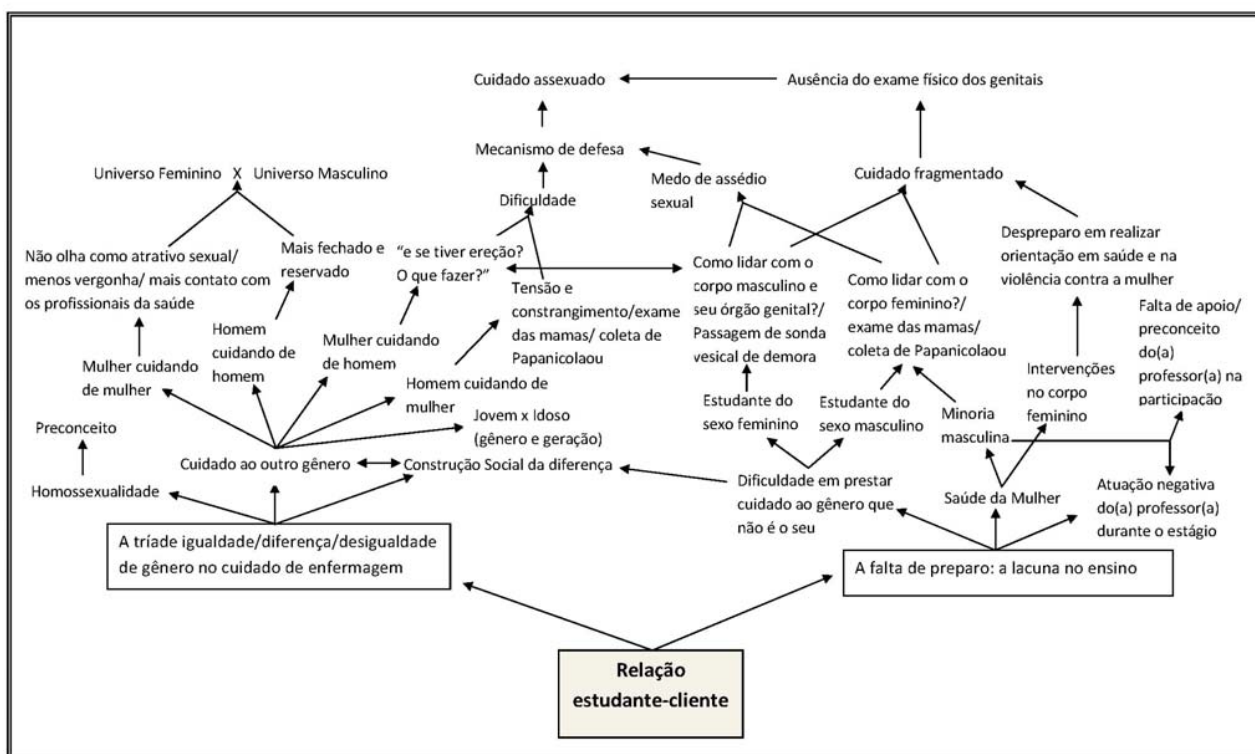 Cuidado assexuado
Ausência do exame físico dos genitais
Mecanismo de defesa
Universo Feminino X Universo Masculino
Medo de assédio
sexual
Cuidado fragmentado
Dificuldade
Não olha como atrativo sexual/
menos vergonha/ mais contato com
os profissionais da saúde
Mais fechado e
reservado
“e se tiver ereção?
O que fazer?”
Tensão e
constrangimento/exame
das mamas/ coleta de
Papanicolaou
Como lidar com o
corpo masculino e
seu órgão genital?/
Passagem de sonda
vesical de demora
Como lidar com o
corpo feminino?/
exame das mamas/
coleta de Papanicolaou
Despreparo em realizar
orientação em saúde e na
violência contra a mulher
Falta de apoio/
preconceito
do(a)
professor(a) na
participação
Mulher cuidando
de mulher
Homem
cuidando de
homem
Mulher cuidando
de homem
Homem cuidando de
mulher
Estudante do
sexo feminino
Estudante do
sexo masculino
Minoria
masculina
Intervenções
no corpo
feminino
Preconceito
Jovem x Idoso
(gênero e geração)
Cuidado ao outro gênero
Construção Social da diferença
Homossexualidade
Dificuldade em prestar
cuidado ao gênero que
não é o seu
Saúde da Mulher
Atuação negativa
do(a) professor(a)
durante o estágio
A tríade igualdade/diferença/desigualdade
de gênero no cuidado de enfermagem
A falta de preparo: a lacuna no ensino
Relação
estudante-cliente